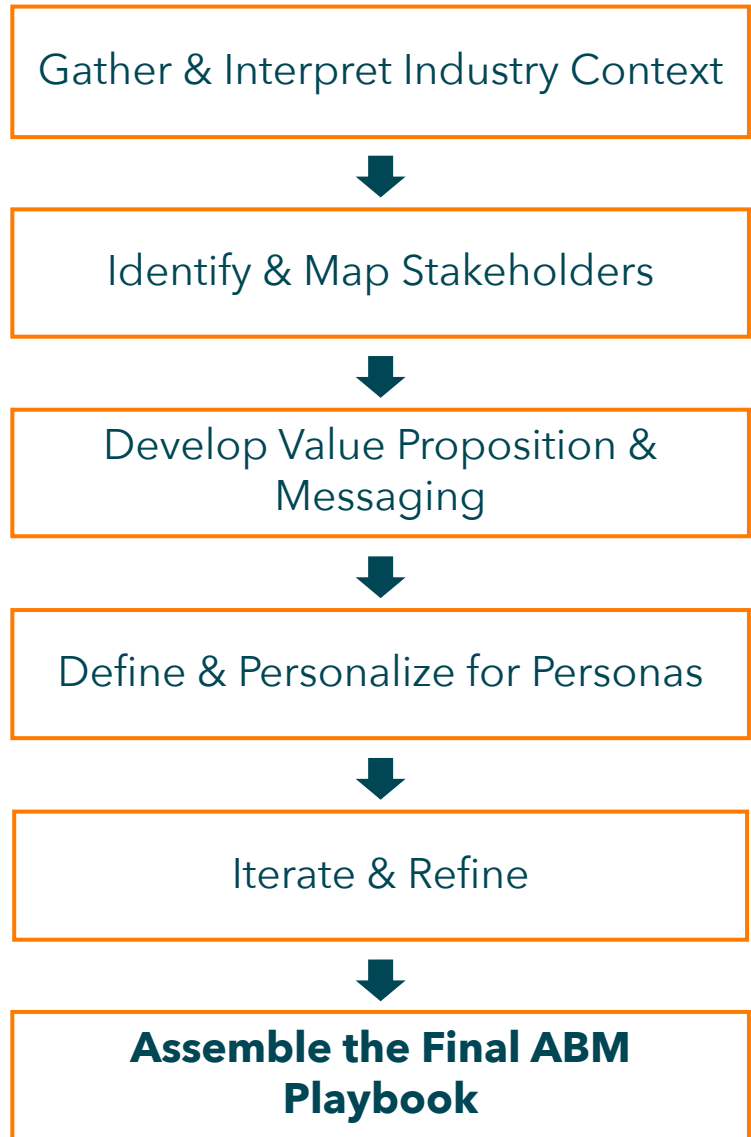 Gather & Interpret Industry Context
Identify & Map Stakeholders
Develop Value Proposition &
Messaging
Define & Personalize for Personas
Iterate & Refine
Assemble the Final ABM
Playbook